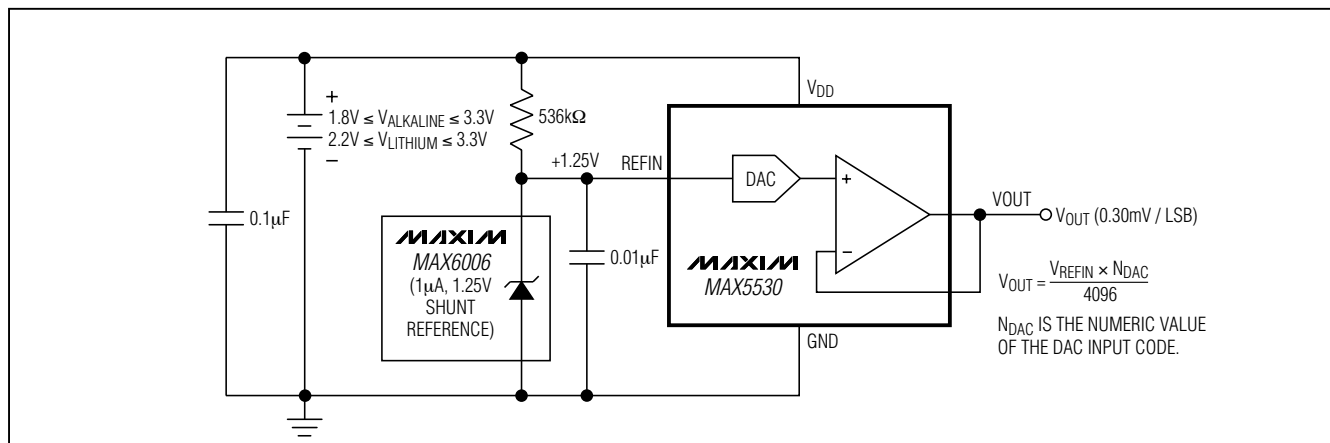 +
1.8V ≤ VALKALINE ≤ 3.3V
2.2V ≤ VLITHIUM ≤ 3.3V
−
0.1µF
536kΩ
+1.25V
REFIN
MAXIM
MAX6006
(1µA, 1.25V
SHUNT
REFERENCE)
0.01µF
VDD
DAC
+
−
MAXIM
MAX5530
GND
VOUT
VOUT (0.30mV / LSB)
VOUT = VREFIN × NDAC
4096
NDAC IS THE NUMERIC VALUE
OF THE DAC INPUT CODE.